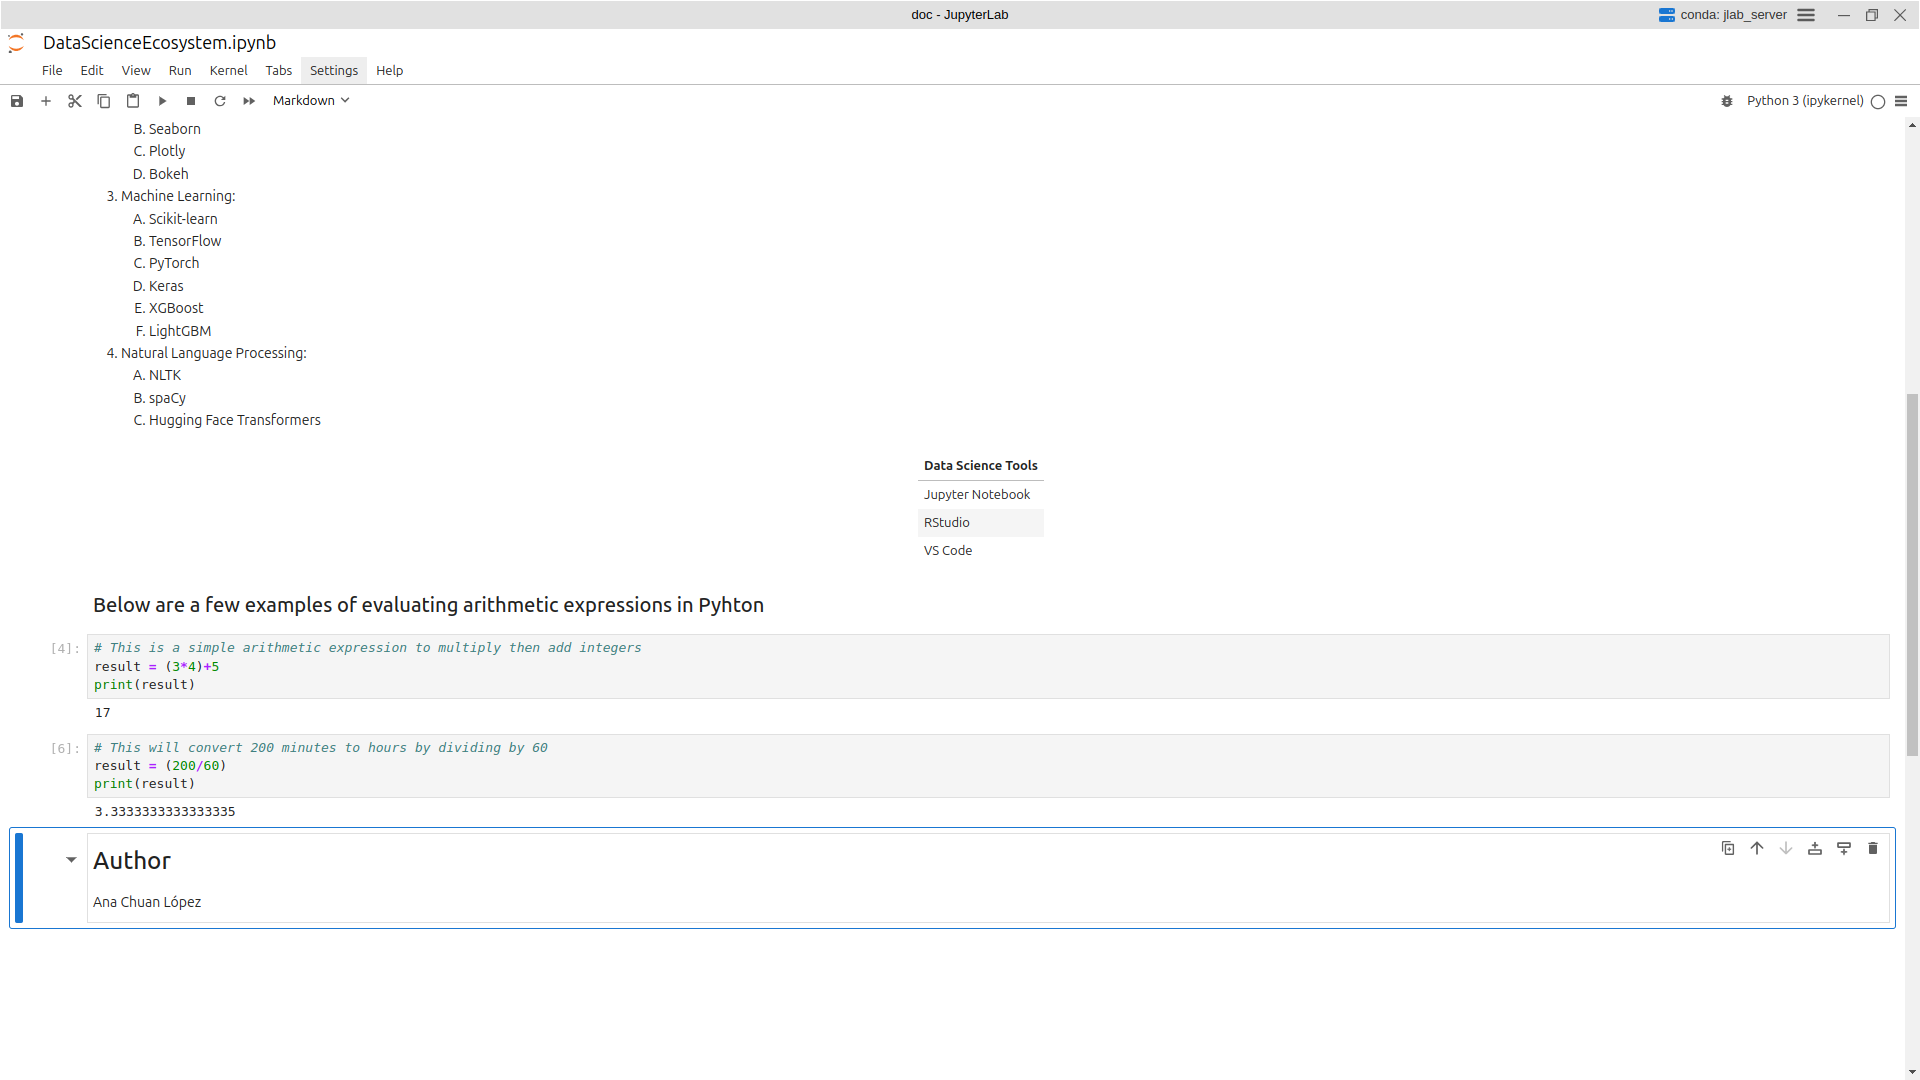 doc - JupyterLab
conda: jlab_server
DataScienceEcosystem.ipynb
File Edit View Run Kernel Tabs Settings Help
Markdown
Python 3 (ipykernel)
B. Seaborn
C. Plotly
D. Bokeh
3. Machine Learning:
A. Scikit-learn
B. TensorFlow
C. PyTorch
D. Keras
E. XGBoost
F. LightGBM
4. Natural Language Processing:
A. NLTK
B. spaCy
C. Hugging Face Transformers
Data Science Tools
Jupyter Notebook
RStudio
VS Code
Below are a few examples of evaluating arithmetic expressions in Pyhton
[4]:
# This is a simple arithmetic expression to multiply then add integers
result = (3*4)+5
print(result)
17
[6]:
# This will convert 200 minutes to hours by dividing by 60
result = (200/60)
print(result)
3.3333333333333335
Author
Ana Chuan López